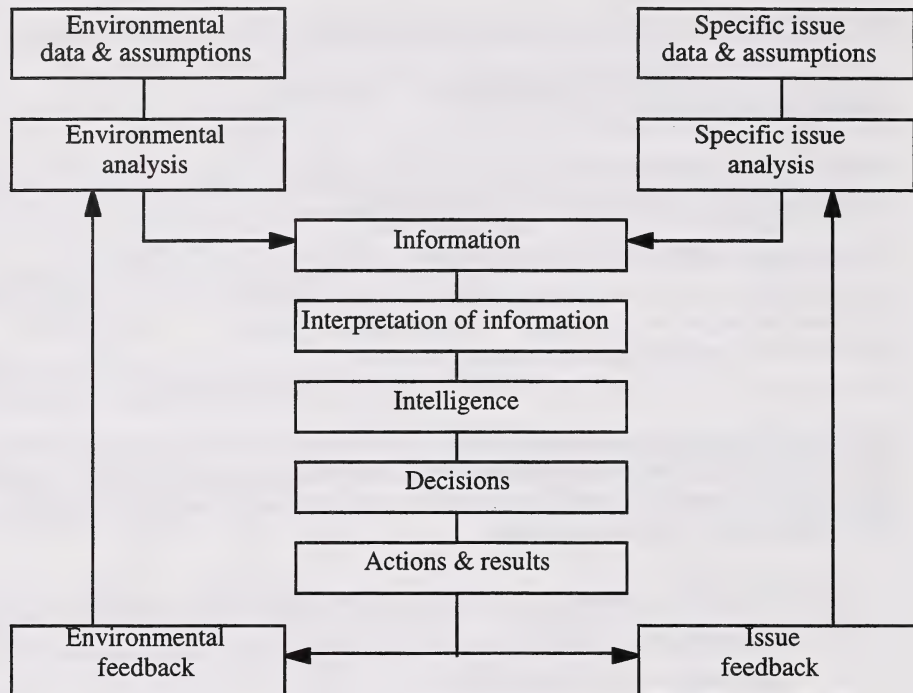 Environmental
data & assumptions
Specific issue
data & assumptions
Environmental
analysis
Specific issue
analysis
Information
Interpretation of information
Intelligence
Decisions
Actions & results
Environmental
feedback
Issue
feedback